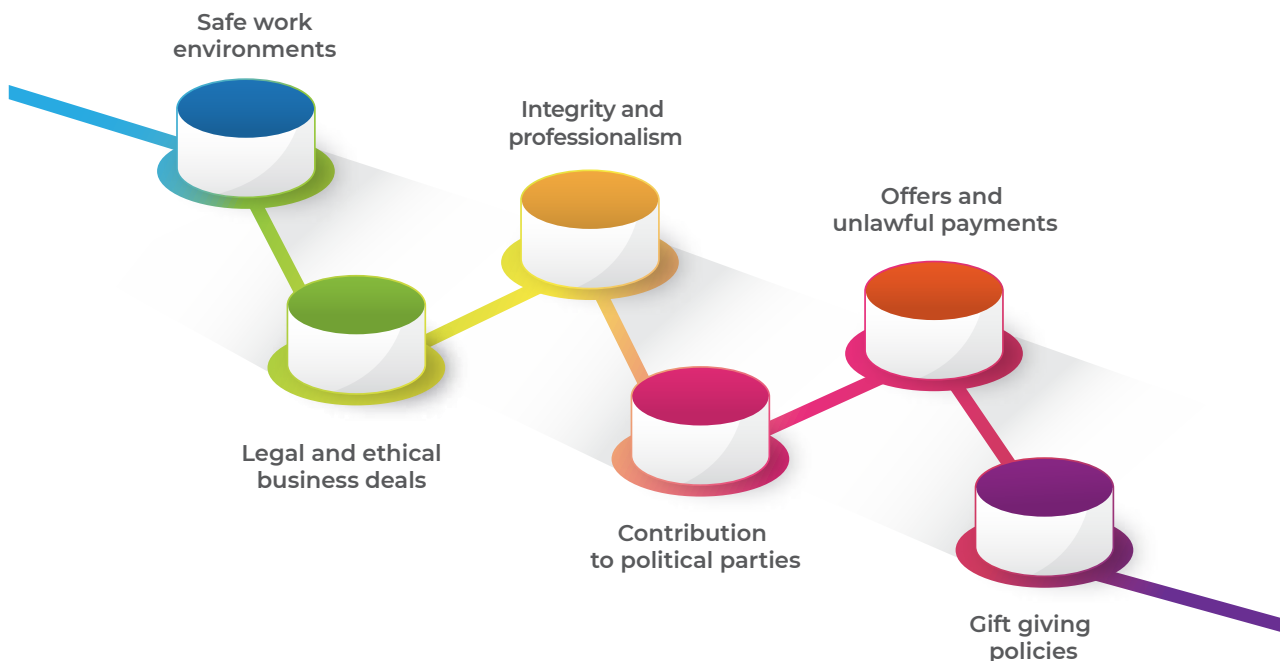 Safe work
environments
Integrity and
professionalism
Offers and
unlawful payments
Legal and ethical
business deals
Contribution
to political parties
Gift giving
policies